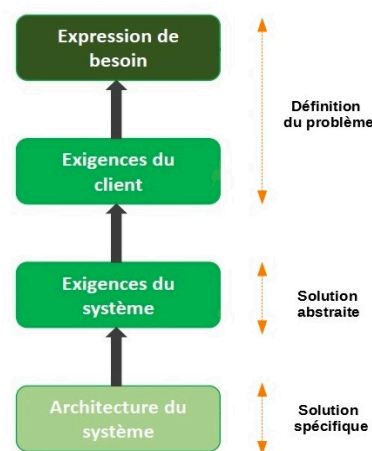 Expression de
besoin
Définition
du problème
Exigences du
client
Exigences du
système
Solution
abstraite
Architecture du
système
Solution
spécifique